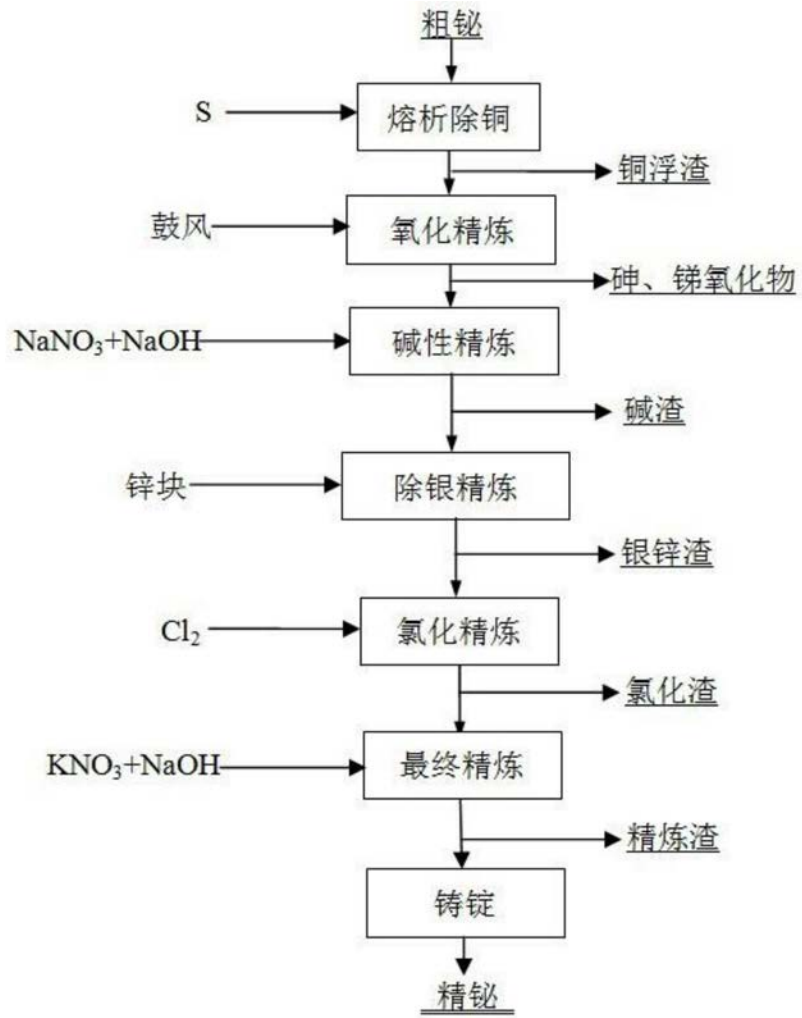 粗铋
S
熔析除铜
铜浮渣
鼓风
氧化精炼
砷、锑氧化物
NaNO₃+NaOH
碱性精炼
碱渣
锌块
除银精炼
银锌渣
Cl₂
氯化精炼
氯化渣
KNO₃+NaOH
最终精炼
精炼渣
铸锭
精铋